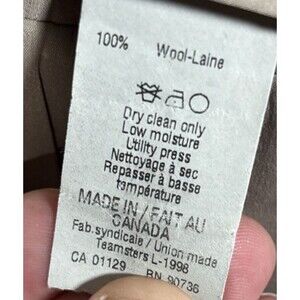 100% Wool-Laine
Dry clean only
Low moisture
Utility press
Nettoyage à sec
Repasser à basse
température
MADE IN / FAIT AU
CANADA
Fab. syndicale / Union made
Teamsters L-1998
CA 01129 RN 90736